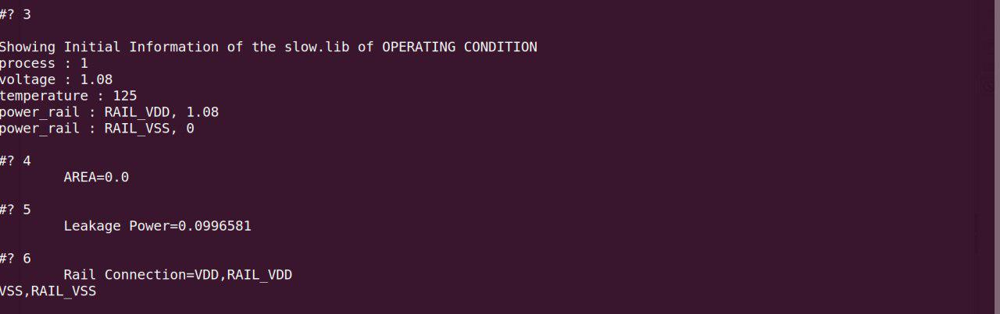 #? 3
Showing Initial Information of the slow.lib of OPERATING CONDITION
process : 1
voltage : 1.08
temperature : 125
power_rail : RAIL_VDD, 1.08
power_rail : RAIL_VSS, 0
#? 4
AREA=0.0
#? 5
Leakage Power=0.0996581
#? 6
Rail Connection=VDD,RAIL_VDD
VSS,RAIL_VSS